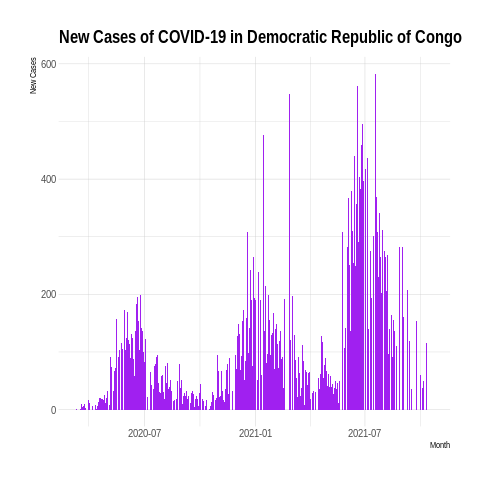 New Cases of COVID-19 in Democratic Republic of Congo
New Cases
600
400
200
0
2020-07
2021-01
2021-07
Month